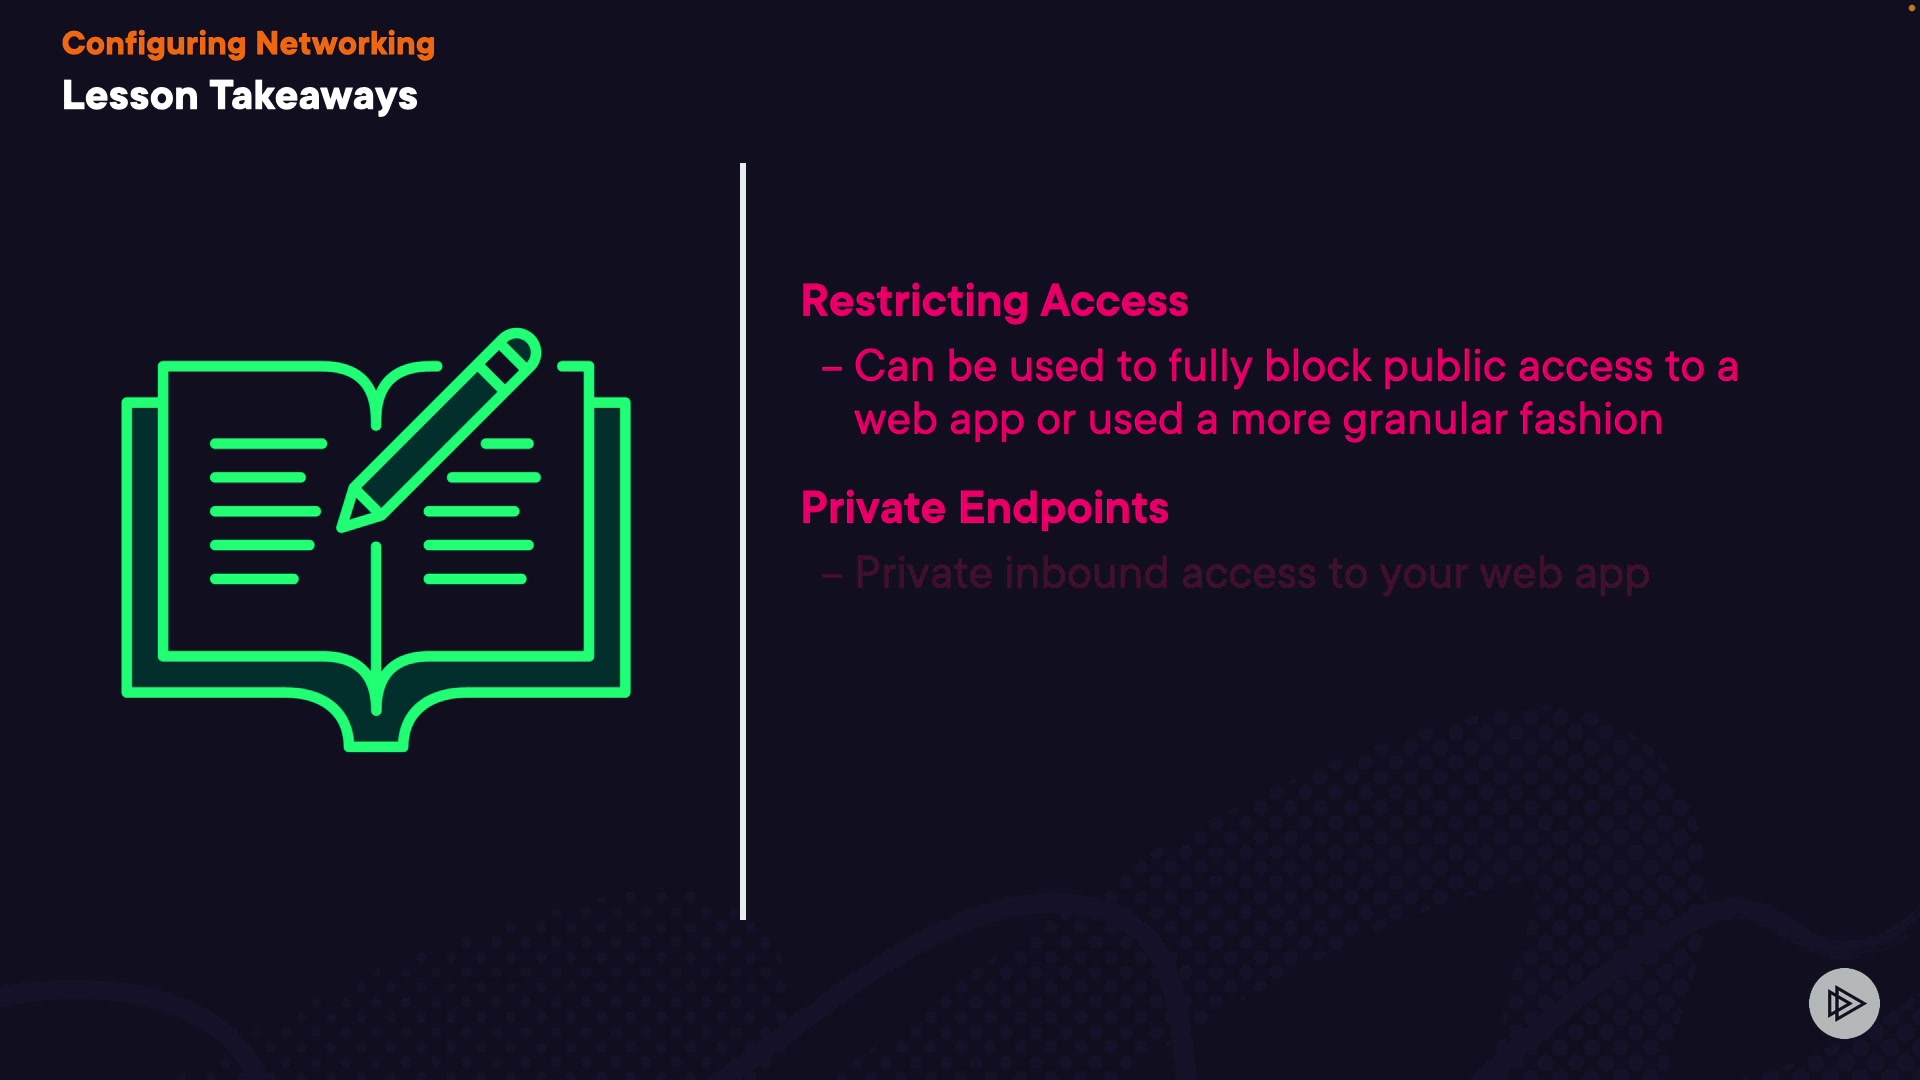 Configuring Networking
Lesson Takeaways
Restricting Access
– Can be used to fully block public access to a
web app or used a more granular fashion
Private Endpoints
– Private inbound access to your web app